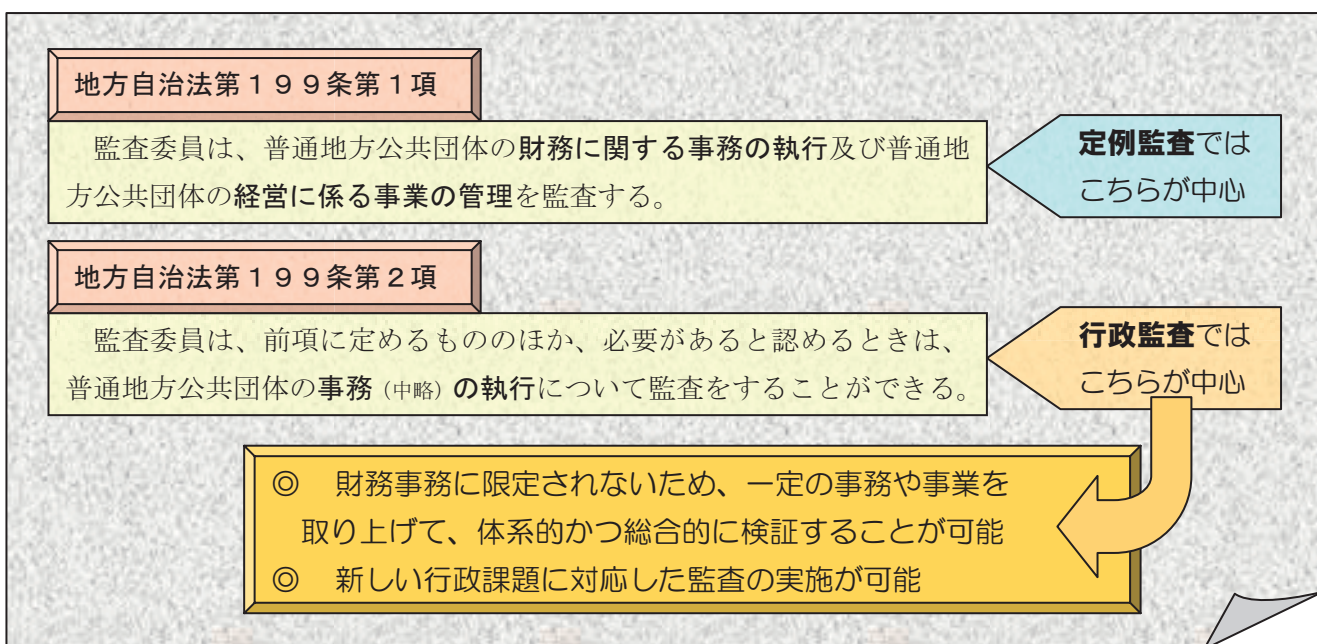 地方自治法第１９９条第１項
監査委員は、普通地方公共団体の財務に関する事務の執行及び普通地
方公共団体の経営に係る事業の管理を監査する。
定例監査では
こちらが中心
地方自治法第１９９条第２項
監査委員は、前項に定めるもののほか、必要があると認めるときは、
普通地方公共団体の事務（中略）の執行について監査をすることができる。
行政監査では
こちらが中心
◎　財務事務に限定されないため、一定の事務や事業を
取り上げて、体系的かつ総合的に検証することが可能
◎　新しい行政課題に対応した監査の実施が可能